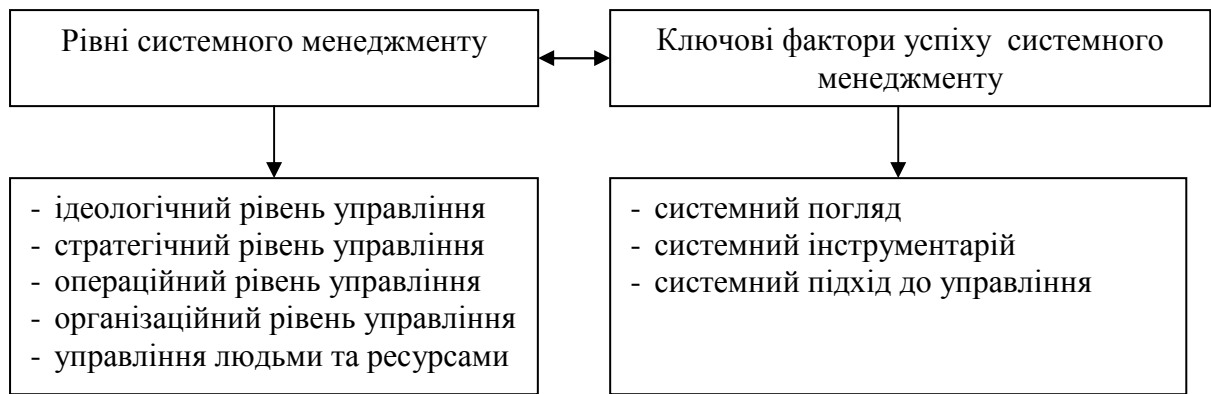 Рівні системного менеджменту
Ключові фактори успіху системного
менеджменту
- ідеологічний рівень управління
- стратегічний рівень управління
- операційний рівень управління
- організаційний рівень управління
- управління людьми та ресурсами
- системний погляд
- системний інструментарій
- системний підхід до управління